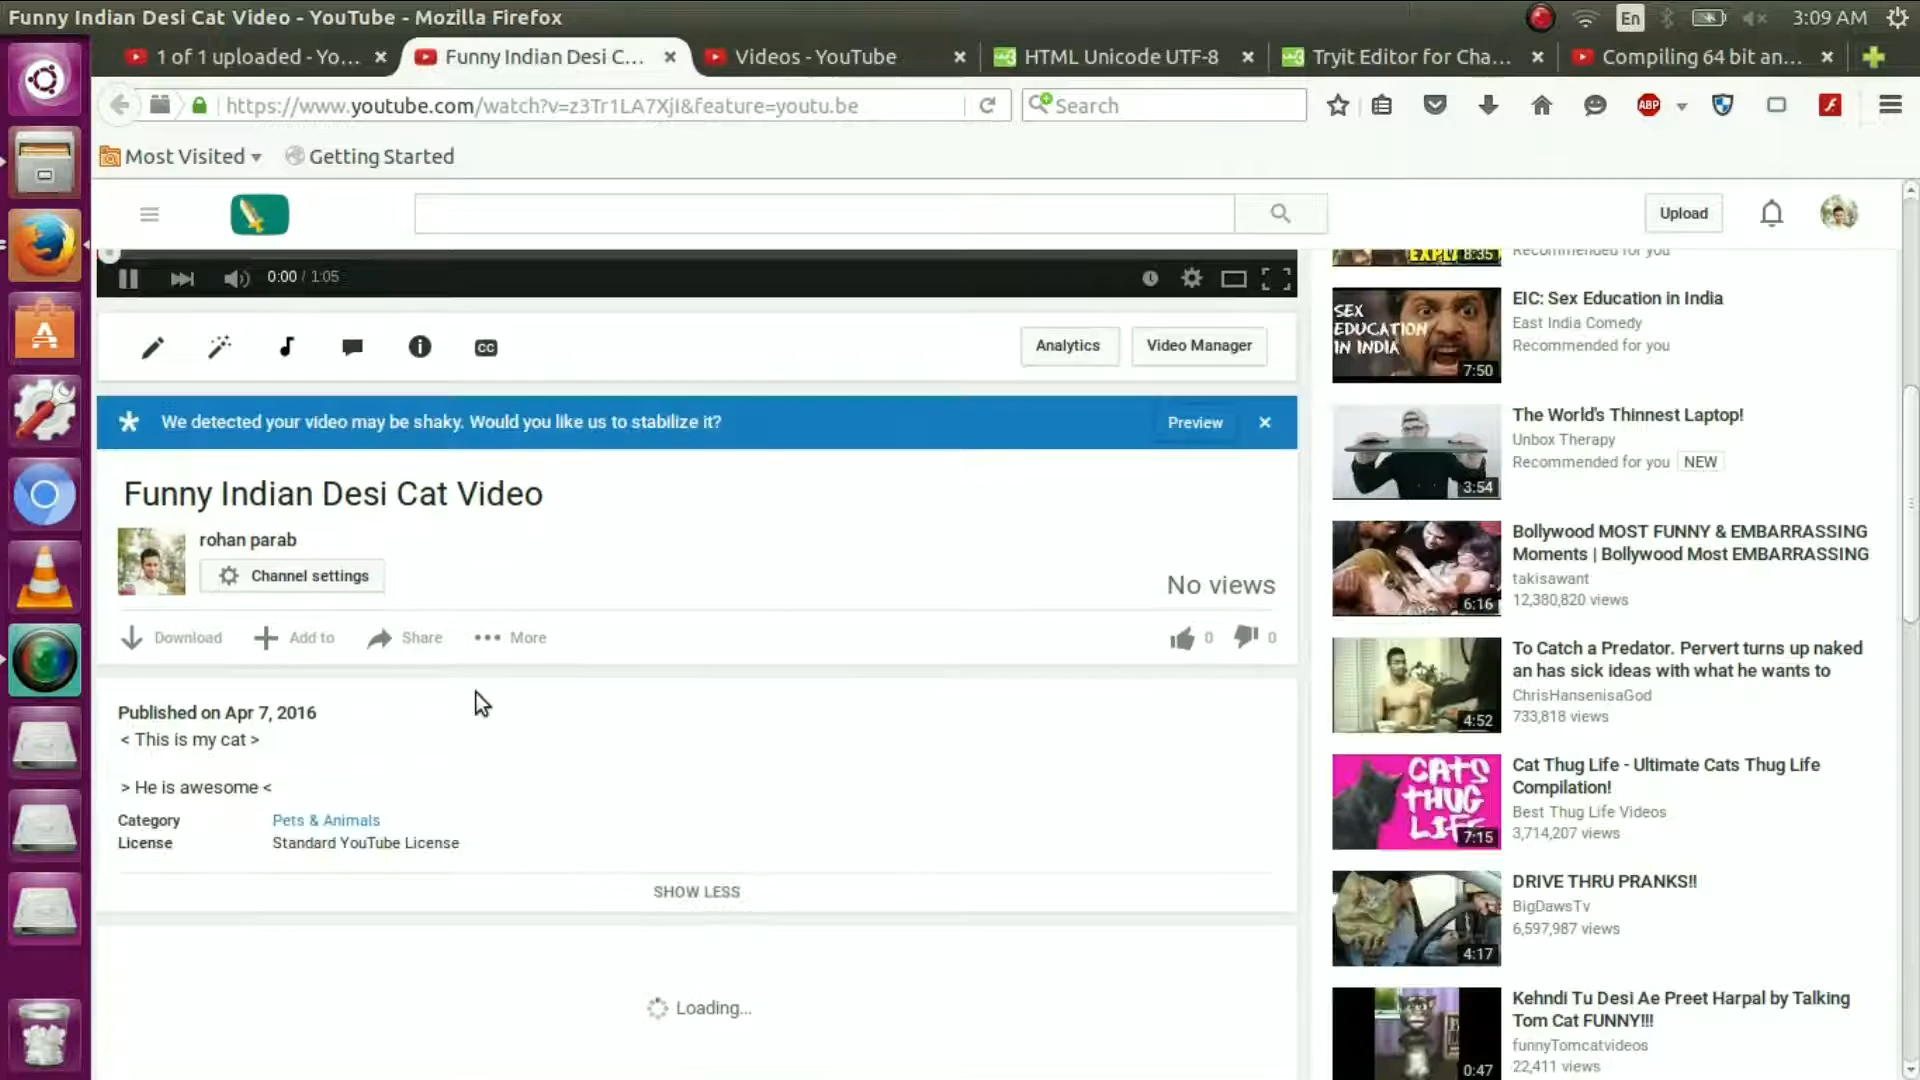 Funny Indian Desi Cat Video - YouTube - Mozilla Firefox
En
3:09 AM
1 of 1 uploaded - Yo...
Funny Indian Desi C...
Videos - YouTube
HTML Unicode UTF-8
Tryit Editor for Cha...
Compiling 64 bit an...
https://www.youtube.com/watch?v=z3Tr1LA7XjI&feature=youtu.be
Search
ABP
Most Visited
Getting Started
Upload
0:00 / 1:05
8:35
Recommended for you
CC
Analytics
Video Manager
We detected your video may be shaky. Would you like us to stabilize it?
Preview
Funny Indian Desi Cat Video
rohan parab
Channel settings
No views
Download
Add to
Share
More
0
0
Published on Apr 7, 2016
< This is my cat >
> He is awesome <
Category Pets & Animals
License Standard YouTube License
SHOW LESS
Loading...
SEX
EDUCATION
IN INDIA
7:50
EIC: Sex Education in India
East India Comedy
Recommended for you
3:54
The World's Thinnest Laptop!
Unbox Therapy
Recommended for you NEW
6:16
Bollywood MOST FUNNY & EMBARRASSING
Moments | Bollywood Most EMBARRASSING
takisawant
12,380,820 views
4:52
To Catch a Predator. Pervert turns up naked
an has sick ideas with what he wants to
ChrisHansenisaGod
733,818 views
CATS
THUG
LIFE
7:15
Cat Thug Life - Ultimate Cats Thug Life
Compilation!
Best Thug Life Videos
3,714,207 views
4:17
DRIVE THRU PRANKS!!
BigDawsTv
6,597,987 views
0:47
Kehndi Tu Desi Ae Preet Harpal by Talking
Tom Cat FUNNY!!!
funnyTomcatvideos
22,411 views